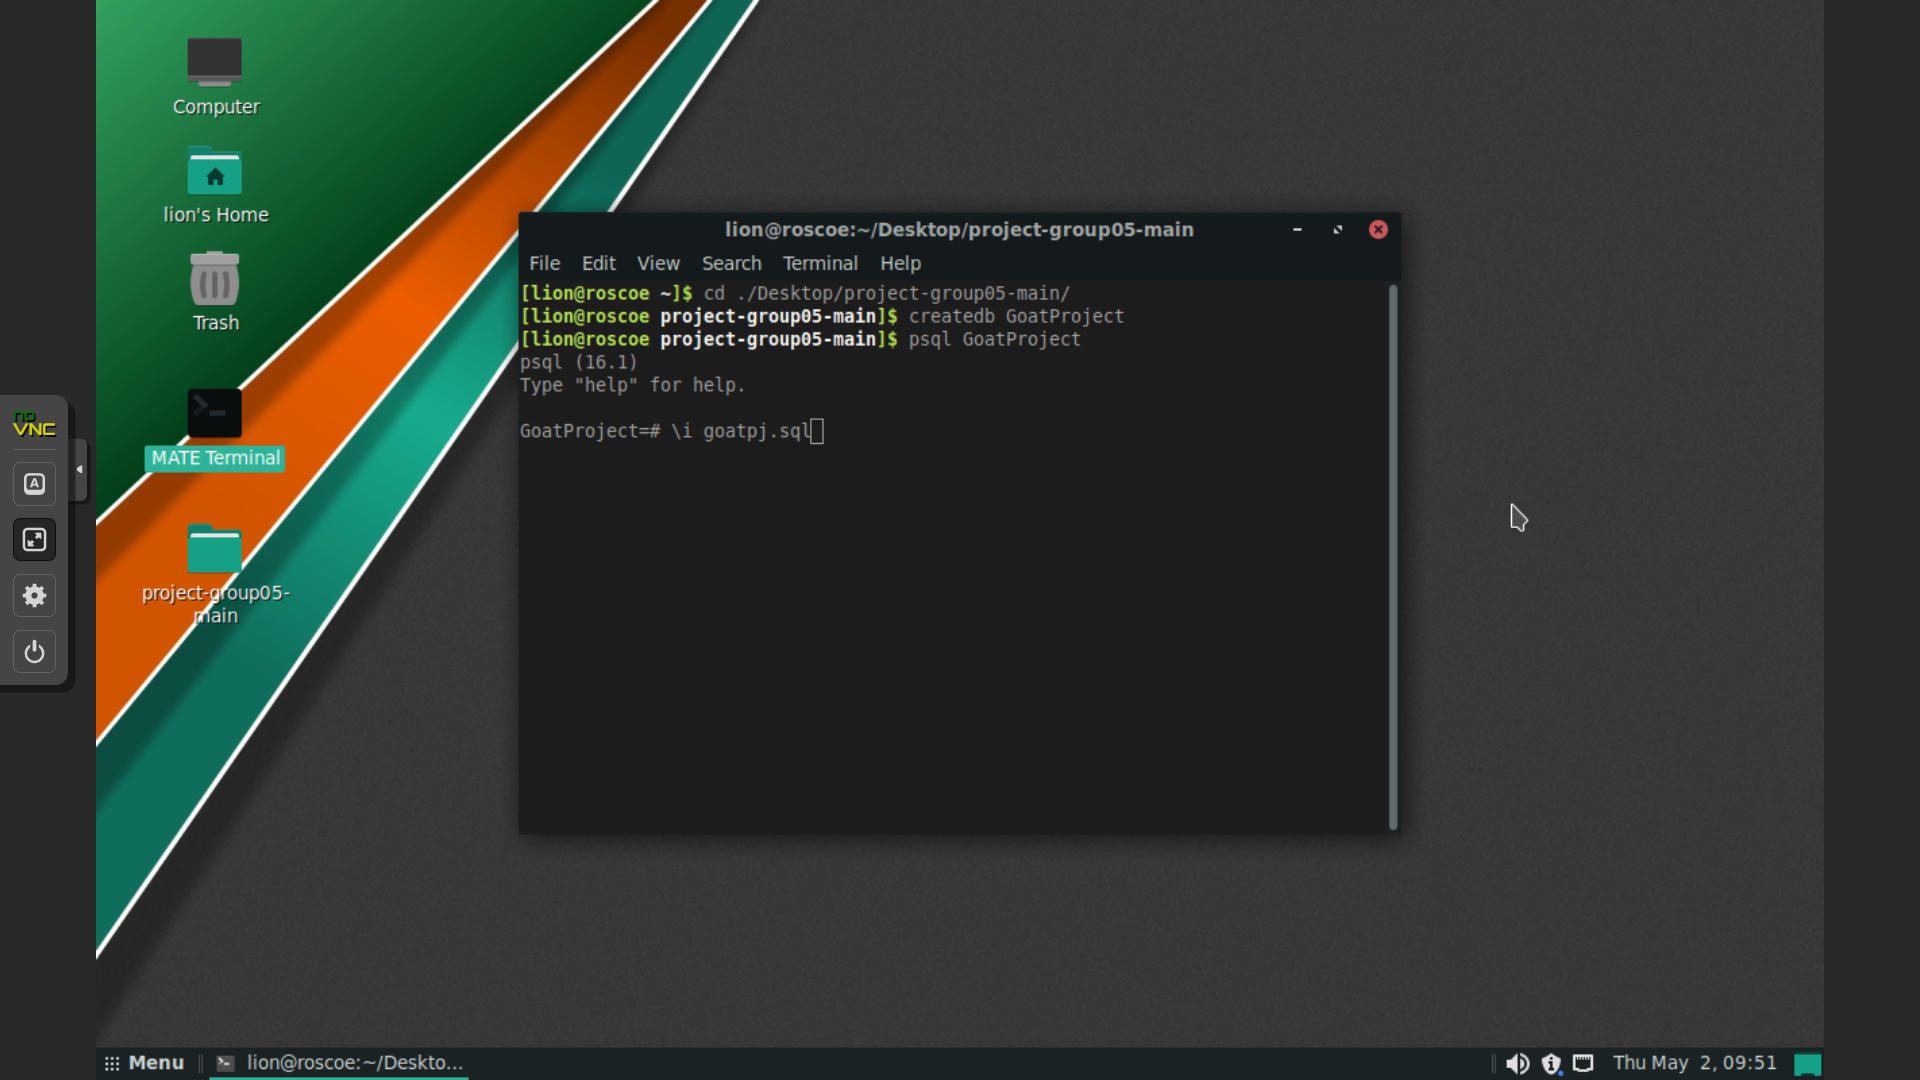 Computer
lion's Home
Trash
MATE Terminal
project-group05-
main
no
VNC
A
lion@roscoe:~/Desktop/project-group05-main
File Edit View Search Terminal Help
[lion@roscoe ~]$ cd ./Desktop/project-group05-main/
[lion@roscoe project-group05-main]$ createdb GoatProject
[lion@roscoe project-group05-main]$ psql GoatProject
psql (16.1)
Type "help" for help.
GoatProject=# \i goatpj.sql
Menu lion@roscoe:~/Deskto... Thu May 2, 09:51